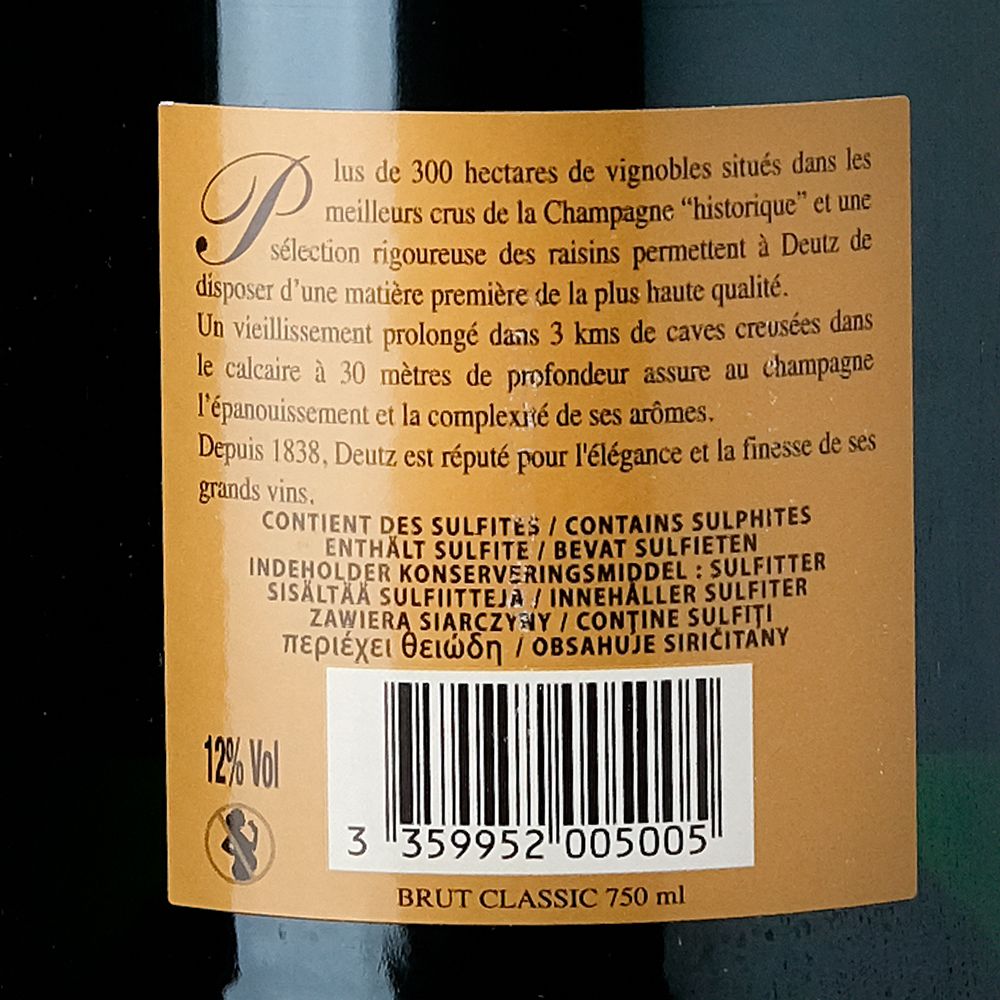 Plus de 300 hectares de vignobles situés dans les
meilleurs crus de la Champagne "historique" et une
sélection rigoureuse des raisins permettent à Deutz de
disposer d'une matière première de la plus haute qualité.
Un vieillissement prolongé dans 3 kms de caves creusées dans
le calcaire à 30 mètres de profondeur assure au champagne
l'épanouissement et la complexité de ses arômes.
Depuis 1838, Deutz est réputé pour l'élégance et la finesse de ses
grands vins.
CONTIENT DES SULFITES / CONTAINS SULPHITES
ENTHÄLT SULFITE / BEVAT SULFIETEN
INDEHOLDER KONSERVERINGSMIDDEL : SULFITTER
SISÄLTÄÄ SULFIITTEJA / INNEHÅLLER SULFITER
ZAWIERA SIARCZYNY / CONŢINE SULFIŢI
περιέχει θειώδη / OBSAHUJE SIRIČITANY
12% Vol
3 359952 005005
BRUT CLASSIC 750 ml